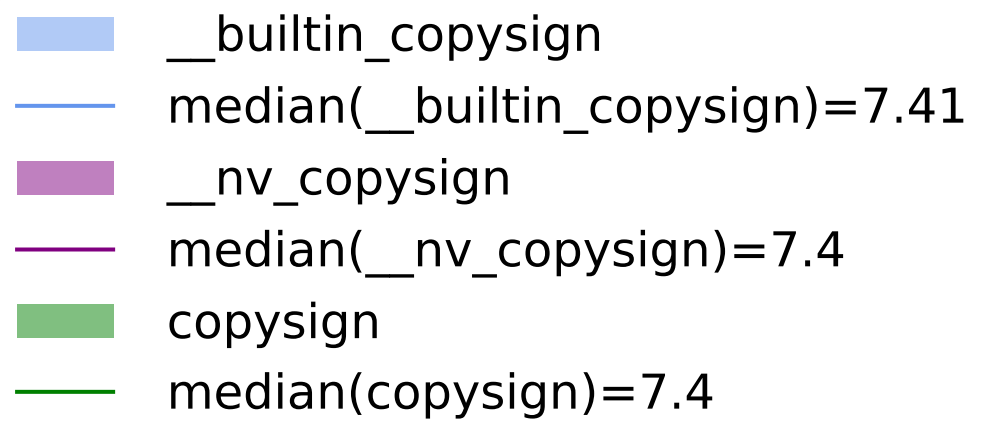 __builtin_copysign
median(__builtin_copysign)=7.41
__nv_copysign
median(__nv_copysign)=7.4
copysign
median(copysign)=7.4